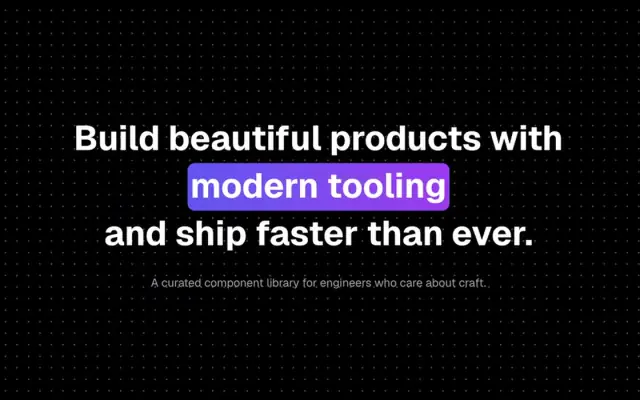 Build beautiful products with
modern tooling
and ship faster than ever.
A curated component library for engineers who care about craft.